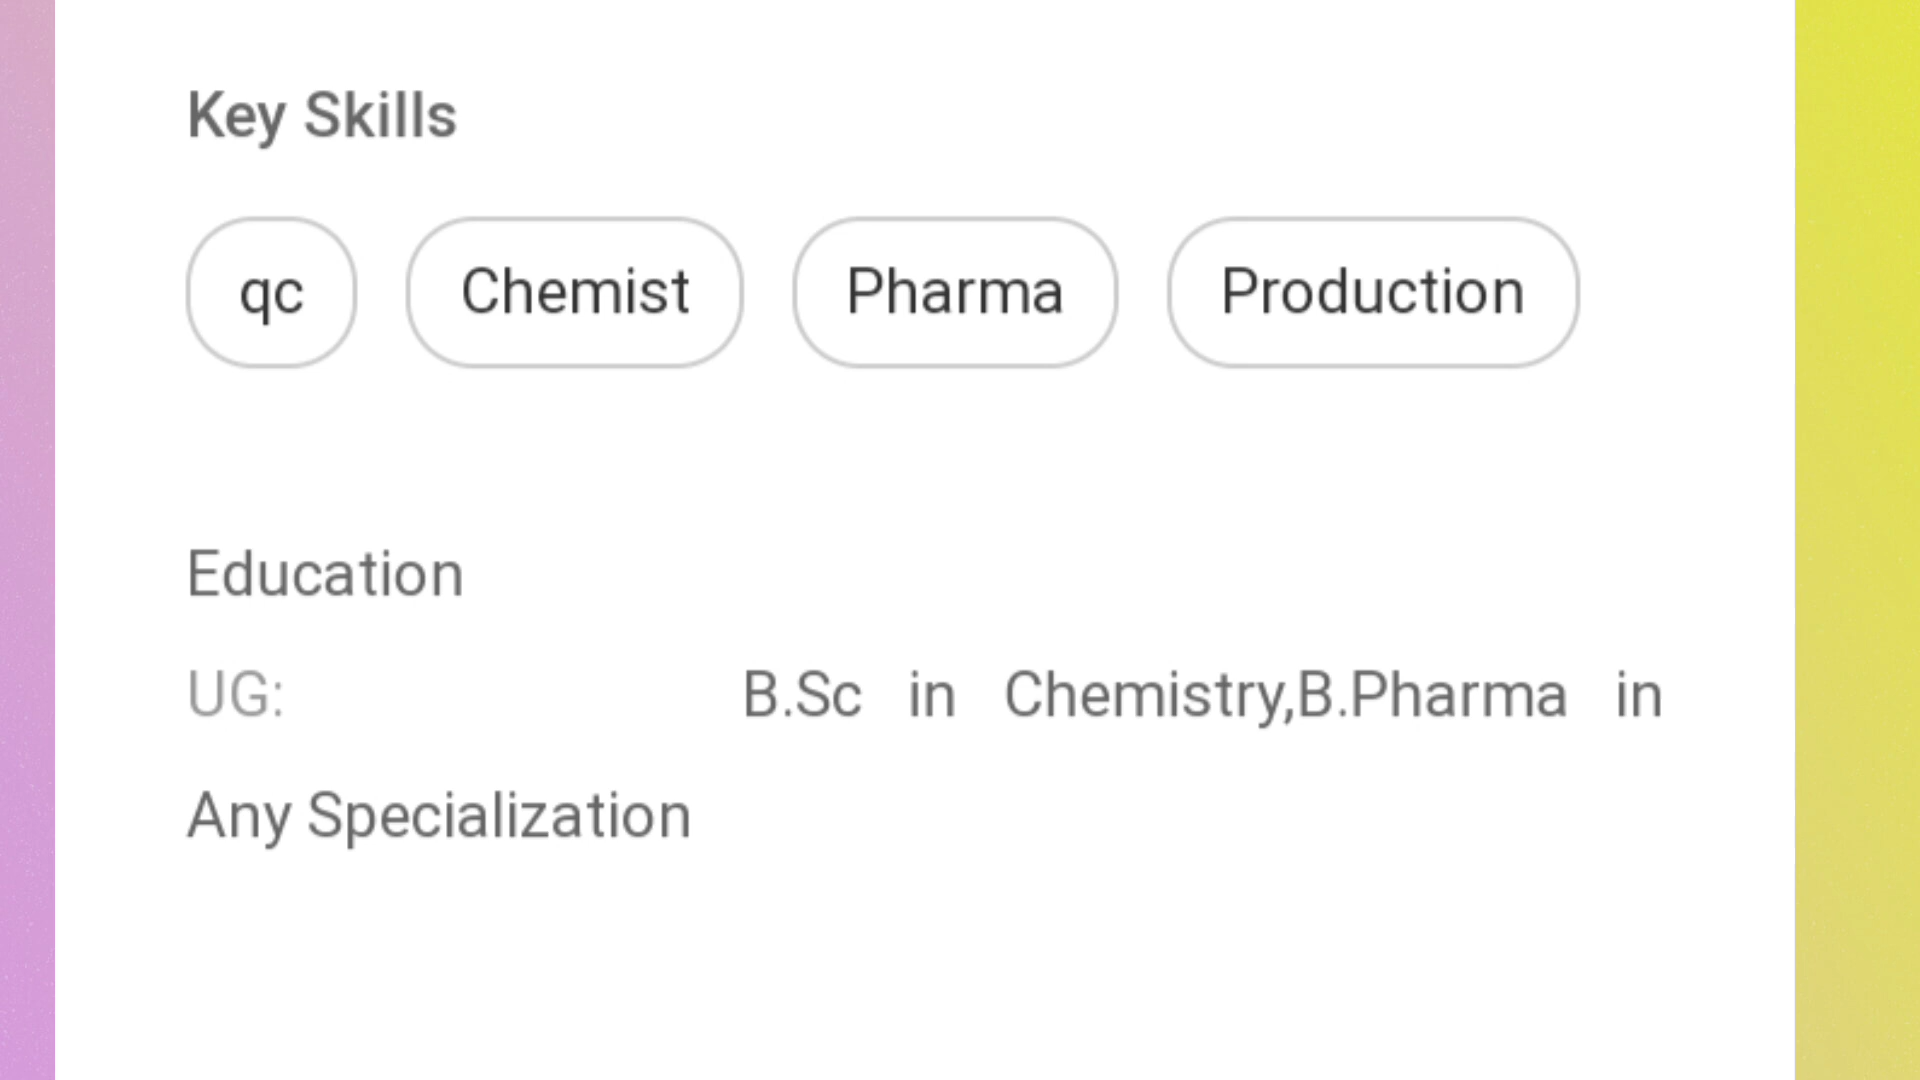 Key Skills
qc Chemist Pharma Production
Education
UG: B.Sc in Chemistry,B.Pharma in
Any Specialization